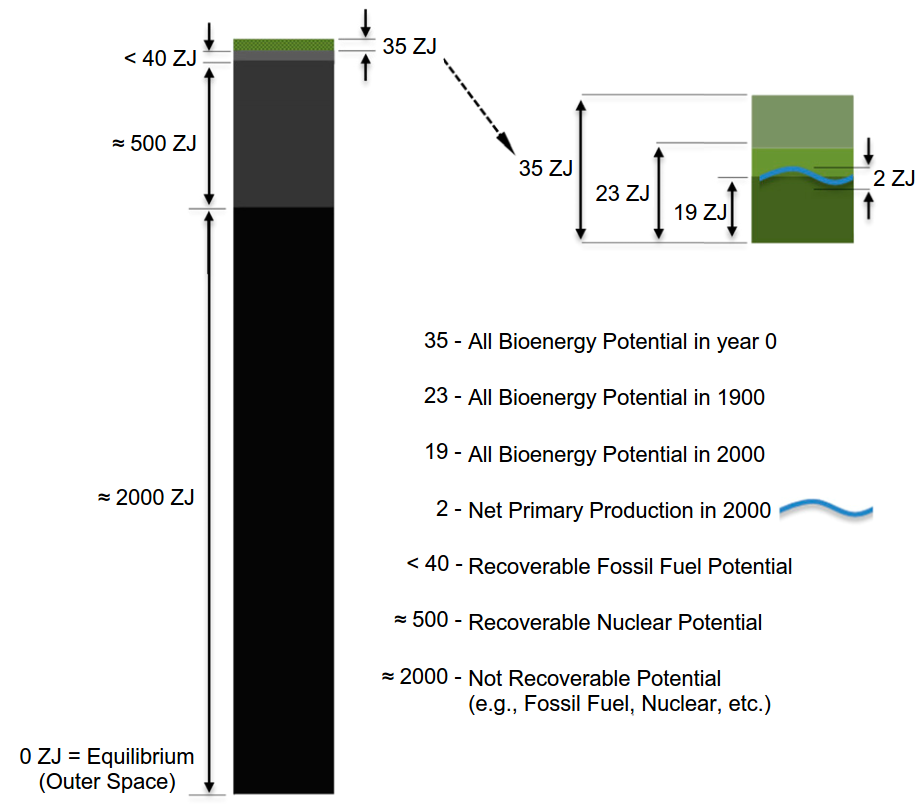 35 ZJ
< 40 ZJ
≈ 500 ZJ
35 ZJ
23 ZJ
19 ZJ
2 ZJ
35 - All Bioenergy Potential in year 0
23 - All Bioenergy Potential in 1900
19 - All Bioenergy Potential in 2000
2 - Net Primary Production in 2000
< 40 - Recoverable Fossil Fuel Potential
≈ 500 - Recoverable Nuclear Potential
≈ 2000 - Not Recoverable Potential
(e.g., Fossil Fuel, Nuclear, etc.)
≈ 2000 ZJ
0 ZJ = Equilibrium
(Outer Space)